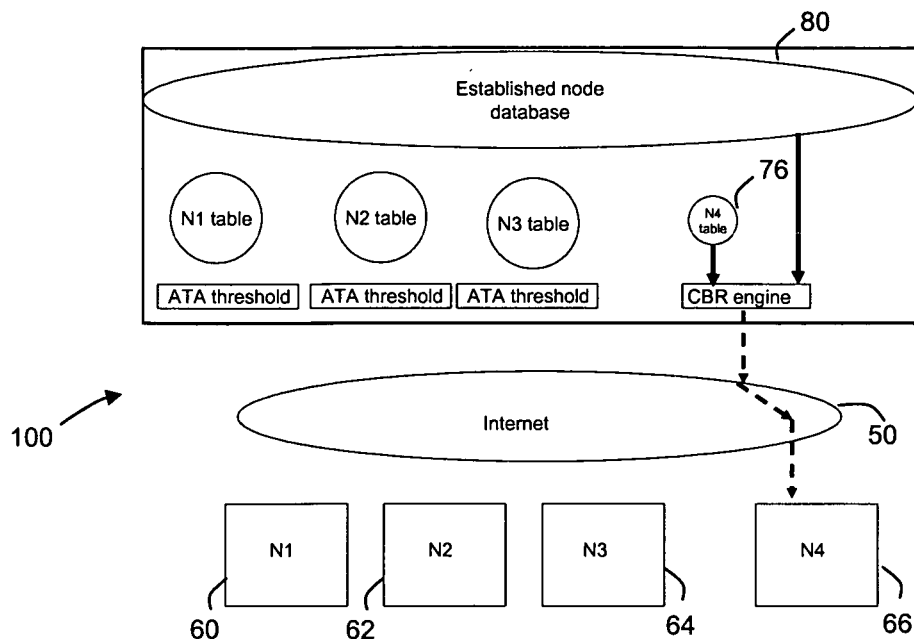 80
Established node
database
76
N1 table
N2 table
N3 table
N4
table
ATA threshold
ATA threshold
ATA threshold
CBR engine
100
Internet
50
N1
N2
N3
N4
60
62
64
66